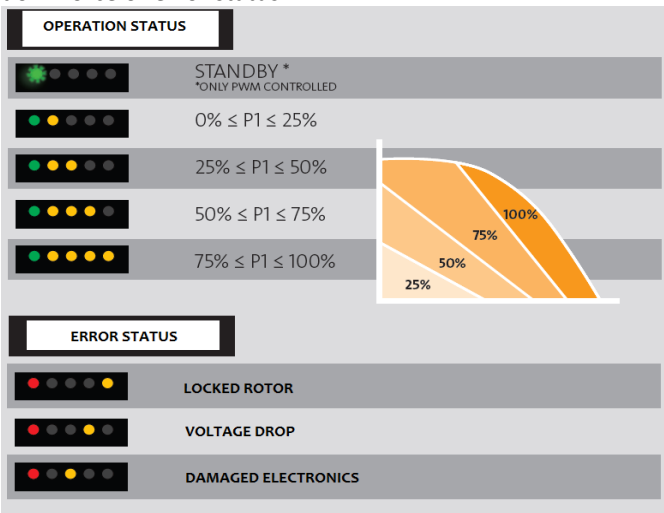 OPERATION STATUS
STANDBY *
*ONLY PWM CONTROLLED
0% ≤ P1 ≤ 25%
25% ≤ P1 ≤ 50%
50% ≤ P1 ≤ 75%
75% ≤ P1 ≤ 100%
100%
75%
50%
25%
ERROR STATUS
LOCKED ROTOR
VOLTAGE DROP
DAMAGED ELECTRONICS